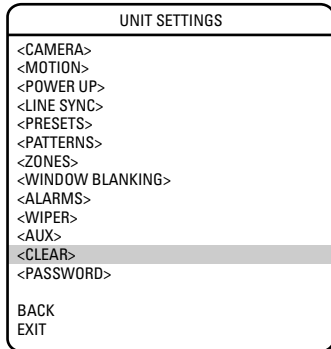 UNIT SETTINGS
<CAMERA>
<MOTION>
<POWER UP>
<LINE SYNC>
<PRESETS>
<PATTERNS>
<ZONES>
<WINDOW BLANKING>
<ALARMS>
<WIPER>
<AUX>
<CLEAR>
<PASSWORD>
BACK
EXIT